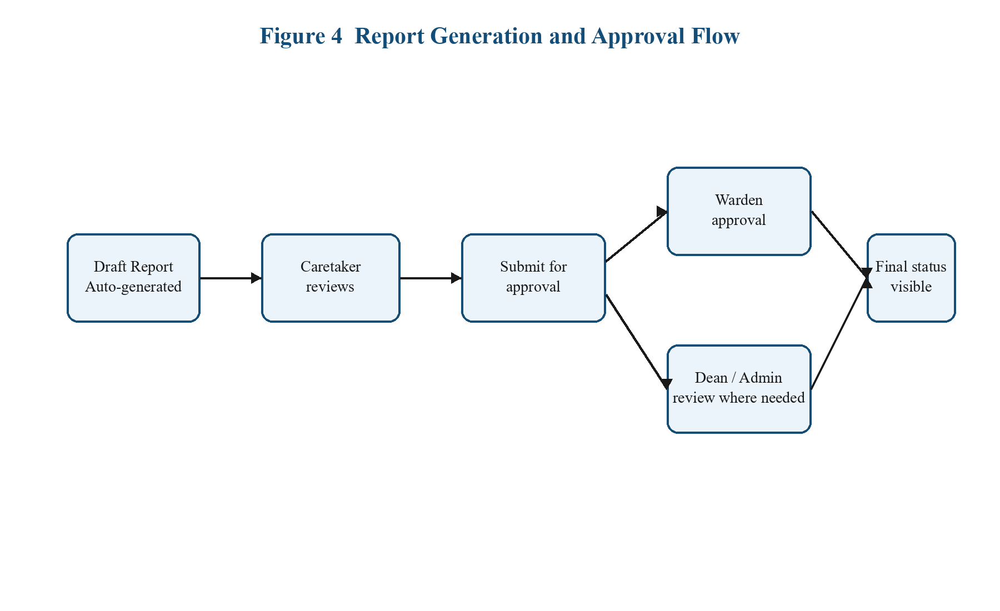 Figure 4  Report Generation and Approval Flow
Draft Report
Auto-generated
Caretaker
reviews
Submit for
approval
Warden
approval
Dean / Admin
review where needed
Final status
visible